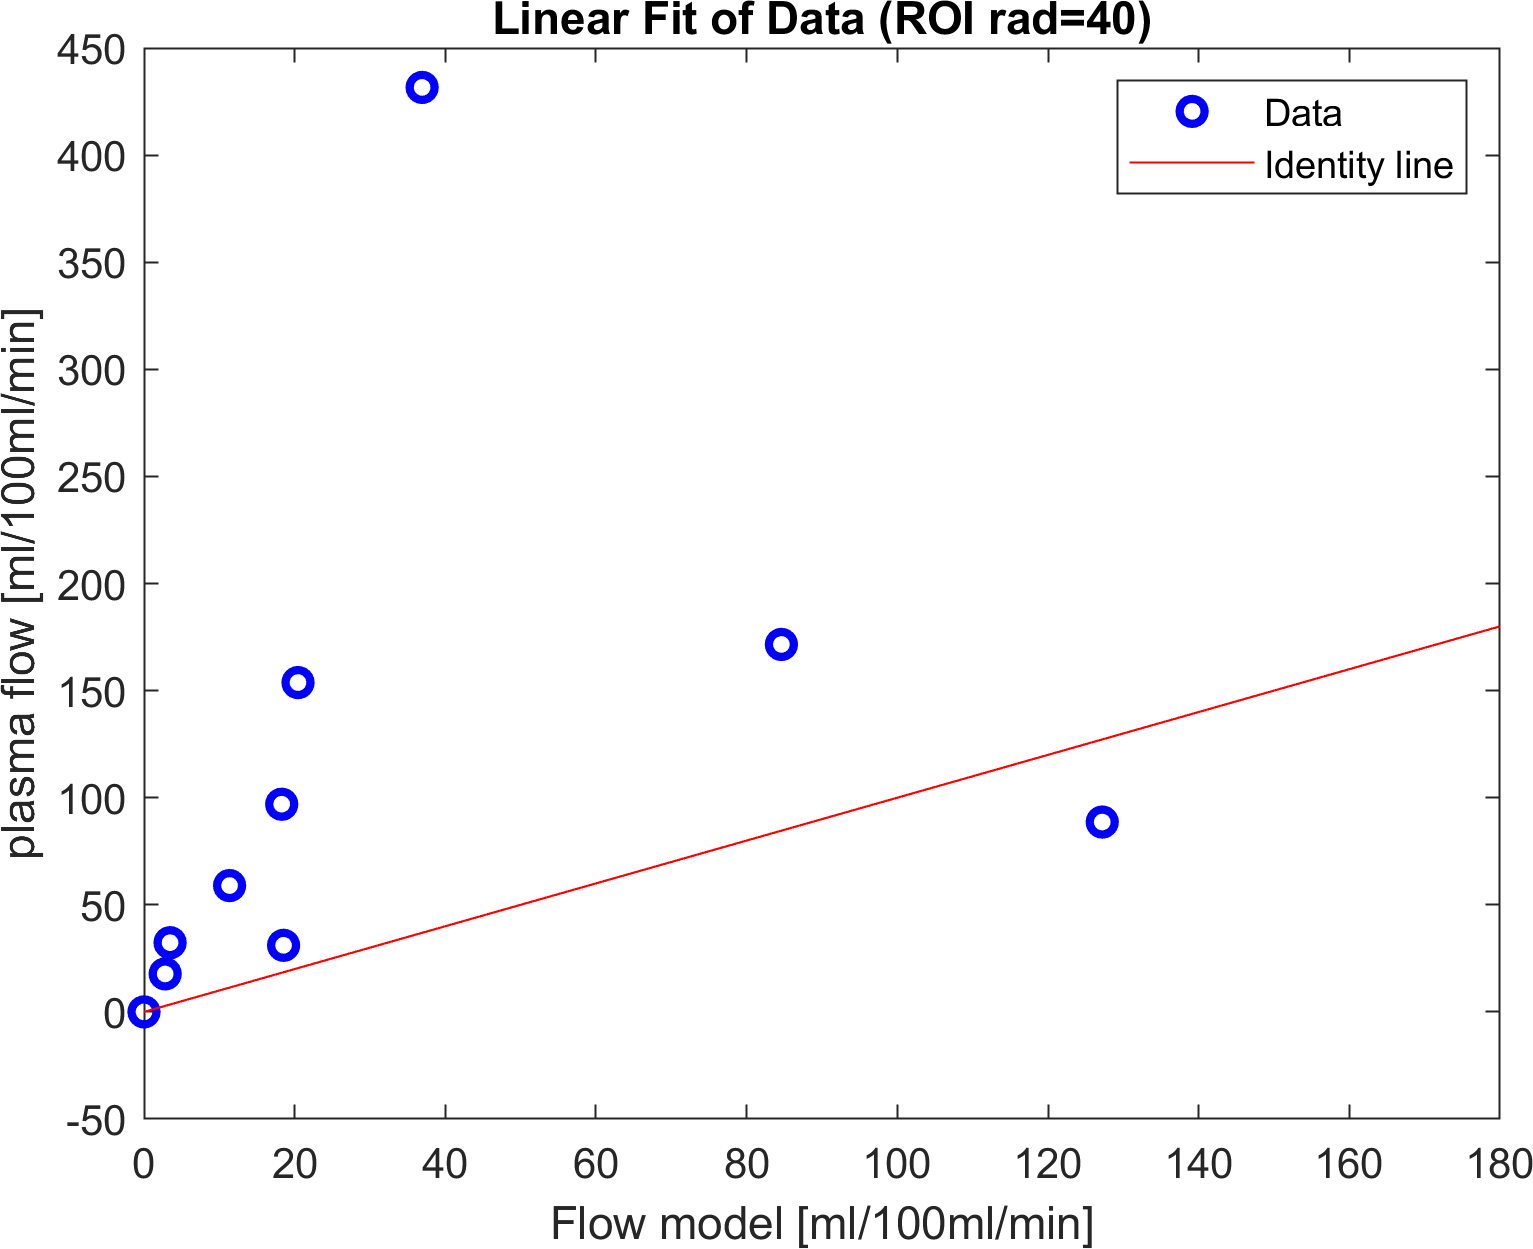 Linear Fit of Data (ROI rad=40)
450
400
350
300
250
200
150
100
50
0
-50
plasma flow [ml/100ml/min]
Data
Identity line
0 20 40 60 80 100 120 140 160 180
Flow model [ml/100ml/min]